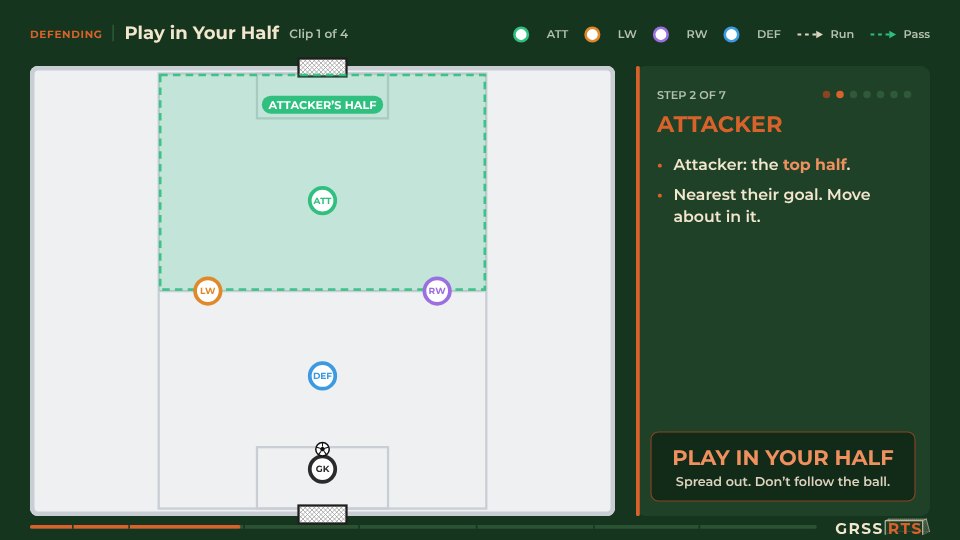 DEFENDING
Play in Your Half
Clip 1 of 4
ATT
LW
RW
DEF
Run
Pass
ATTACKER'S HALF
ATT
LW
RW
DEF
GK
STEP 2 OF 7
ATTACKER
• Attacker: the top half.
• Nearest their goal. Move
about in it.
PLAY IN YOUR HALF
Spread out. Don't follow the ball.
GRSSRTS